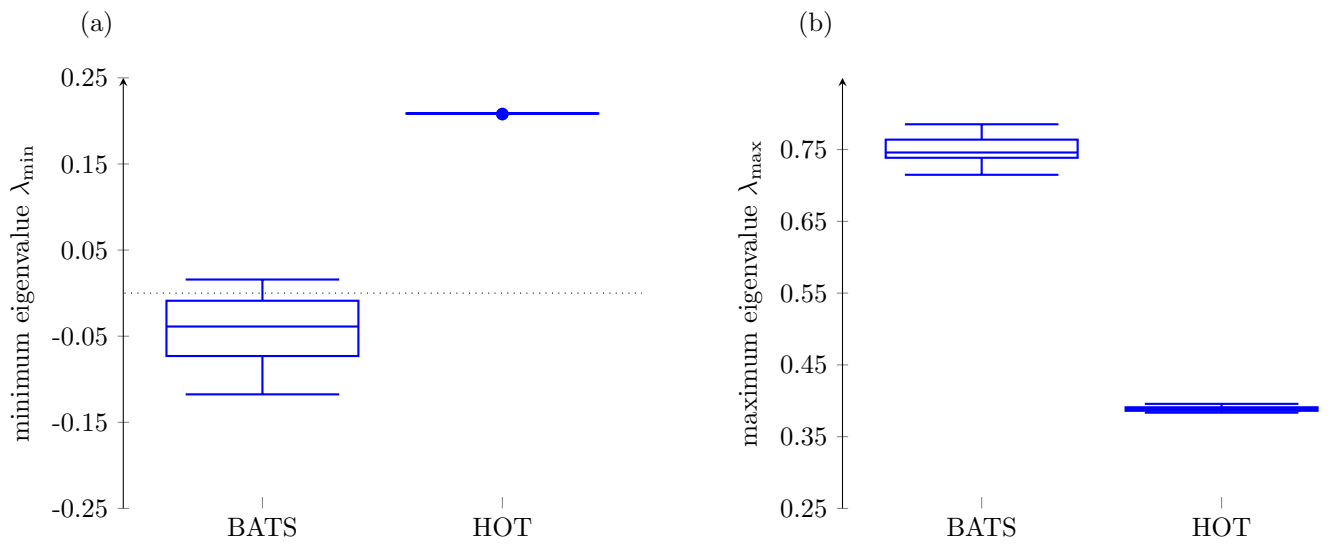 (a)
minimum eigenvalue λmin
0.25
0.15
0.05
-0.05
-0.15
-0.25
BATS
HOT
(b)
maximum eigenvalue λmax
0.75
0.65
0.55
0.45
0.35
0.25
BATS
HOT